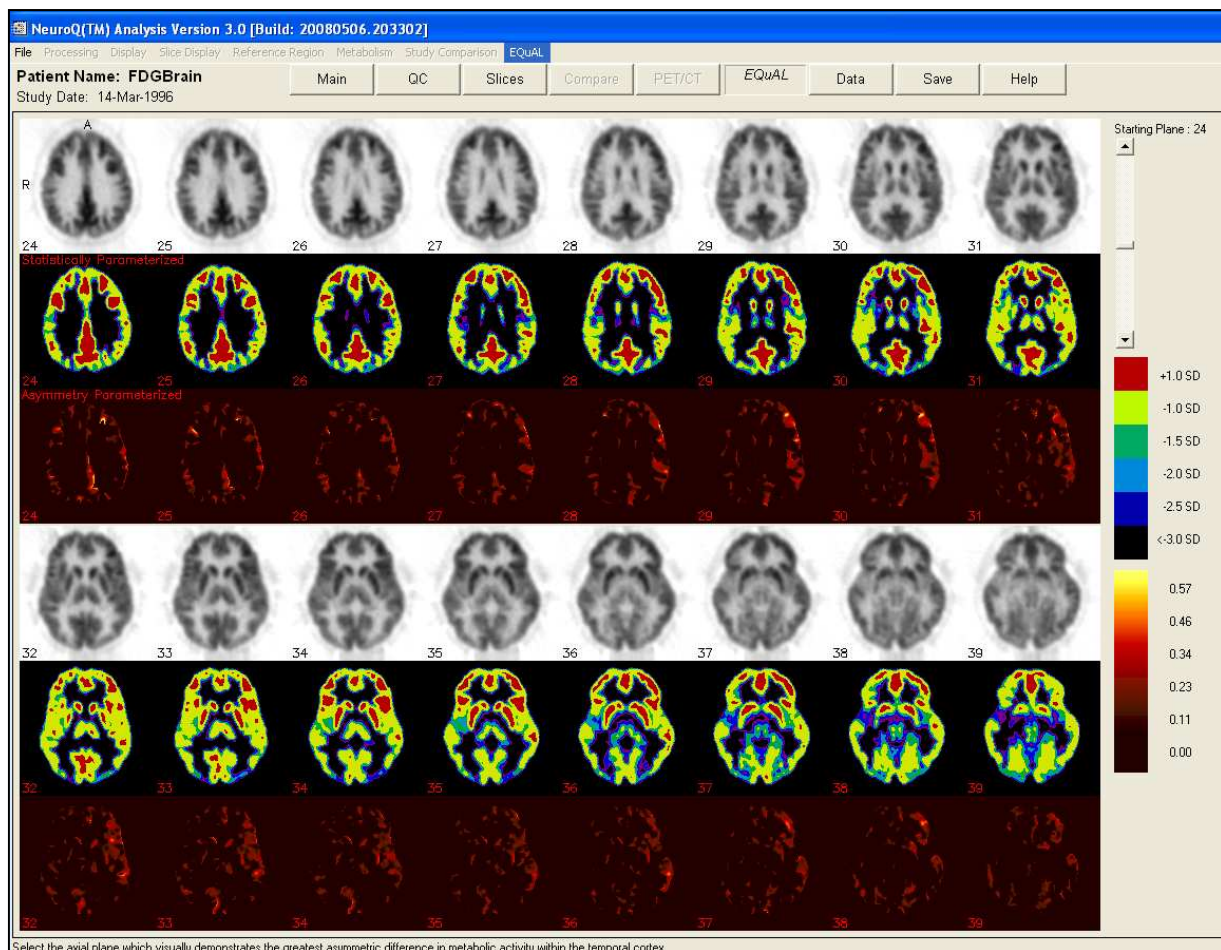 NeuroQ(TM) Analysis Version 3.0 [Build: 20080506.203302]
File Processing Display Slice Display Reference Region Metabolism Study Comparison EQuAL
Patient Name: FDGBrain
Study Date: 14-Mar-1996
Main QC Slices Compare PET/CT EQuAL Data Save Help
Starting Plane : 24
A
R
24 25 26 27 28 29 30 31
Statistically Parameterized
24 25 26 27 28 29 30 31
Asymmetry Parameterized
24 25 26 27 28 29 30 31
32 33 34 35 36 37 38 39
32 33 34 35 36 37 38 39
32 33 34 35 36 37 38 39
+1.0 SD
-1.0 SD
-1.5 SD
-2.0 SD
-2.5 SD
<-3.0 SD
0.57
0.46
0.34
0.23
0.11
0.00
Select the axial plane which visually demonstrates the greatest asymmetric difference in metabolic activity within the temporal cortex